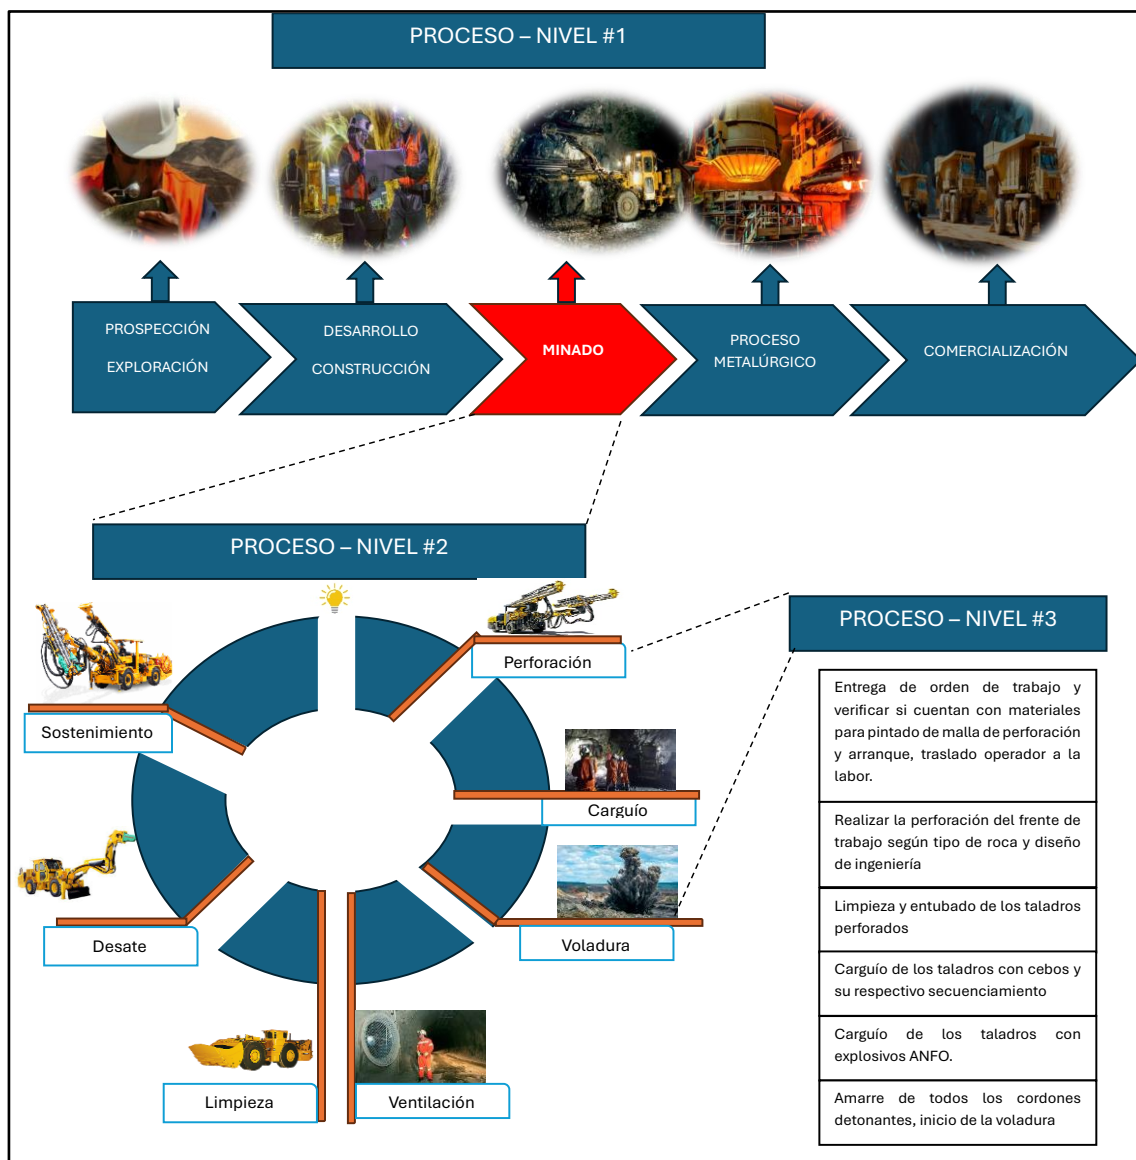 PROCESO – NIVEL #1
PROSPECCIÓN
EXPLORACIÓN
DESARROLLO
CONSTRUCCIÓN
MINADO
PROCESO
METALÚRGICO
COMERCIALIZACIÓN
PROCESO – NIVEL #2
Perforación
Carguío
Voladura
Ventilación
Limpieza
Desate
Sostenimiento
PROCESO – NIVEL #3
Entrega de orden de trabajo y
verificar si cuentan con materiales
para pintado de malla de perforación
y arranque, traslado operador a la
labor.
Realizar la perforación del frente de
trabajo según tipo de roca y diseño
de ingeniería
Limpieza y entubado de los taladros
perforados
Carguío de los taladros con cebos y
su respectivo secuenciamiento
Carguío de los taladros con
explosivos ANFO.
Amarre de todos los cordones
detonantes, inicio de la voladura